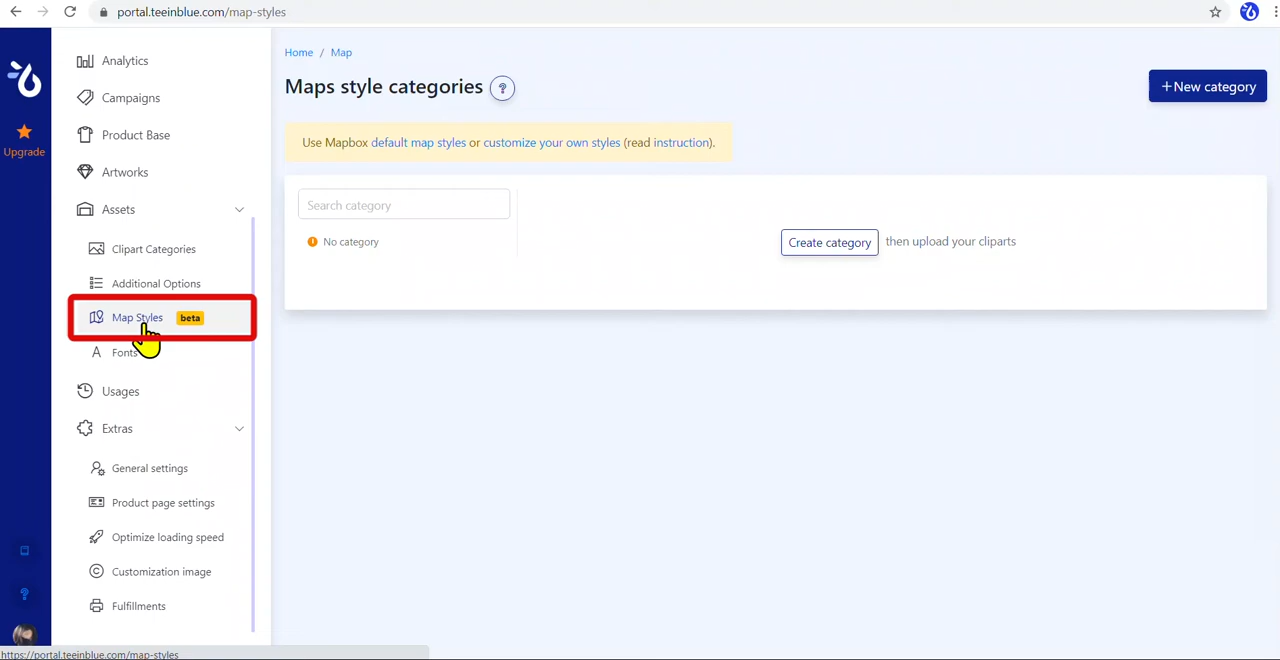 portal.teeinblue.com/map-styles
Upgrade
Analytics
Campaigns
Product Base
Artworks
Assets
Clipart Categories
Additional Options
Map Styles beta
Fonts
Usages
Extras
General settings
Product page settings
Optimize loading speed
Customization image
Fulfillments
Home / Map
Maps style categories ?
+ New category
Use Mapbox default map styles or customize your own styles (read instruction).
Search category
No category
Create category then upload your cliparts
https://portal.teeinblue.com/map-styles